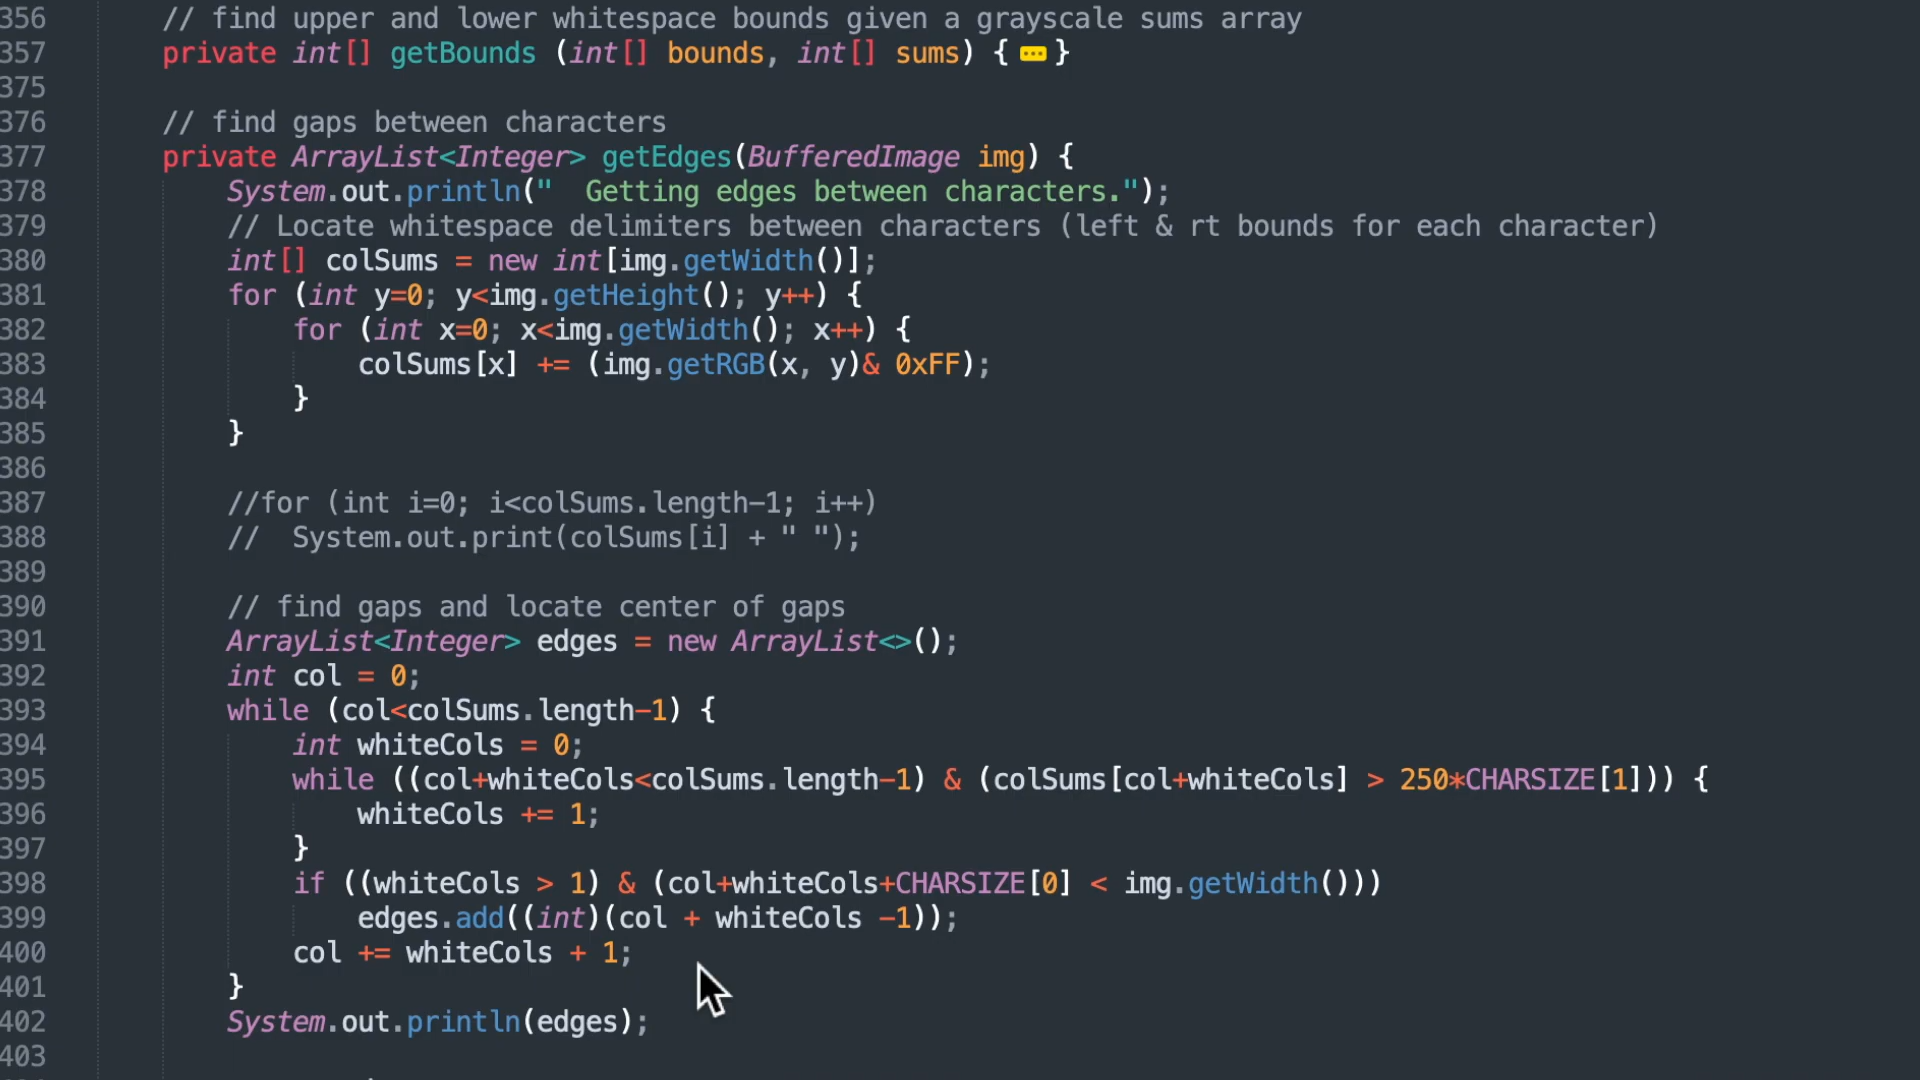 356 // find upper and lower whitespace bounds given a grayscale sums array
357 private int[] getBounds (int[] bounds, int[] sums) { ... }
375
376 // find gaps between characters
377 private ArrayList<Integer> getEdges(BufferedImage img) {
378 System.out.println("  Getting edges between characters.");
379 // Locate whitespace delimiters between characters (left & rt bounds for each character)
380 int[] colSums = new int[img.getWidth()];
381 for (int y=0; y<img.getHeight(); y++) {
382 for (int x=0; x<img.getWidth(); x++) {
383 colSums[x] += (img.getRGB(x, y)& 0xFF);
384 }
385 }
386
387 //for (int i=0; i<colSums.length-1; i++)
388 //  System.out.print(colSums[i] + " ");
389
390 // find gaps and locate center of gaps
391 ArrayList<Integer> edges = new ArrayList<>();
392 int col = 0;
393 while (col<colSums.length-1) {
394 int whiteCols = 0;
395 while ((col+whiteCols<colSums.length-1) & (colSums[col+whiteCols] > 250*CHARSIZE[1])) {
396 whiteCols += 1;
397 }
398 if ((whiteCols > 1) & (col+whiteCols+CHARSIZE[0] < img.getWidth()))
399 edges.add((int)(col + whiteCols -1));
400 col += whiteCols + 1;
401 }
402 System.out.println(edges);
403